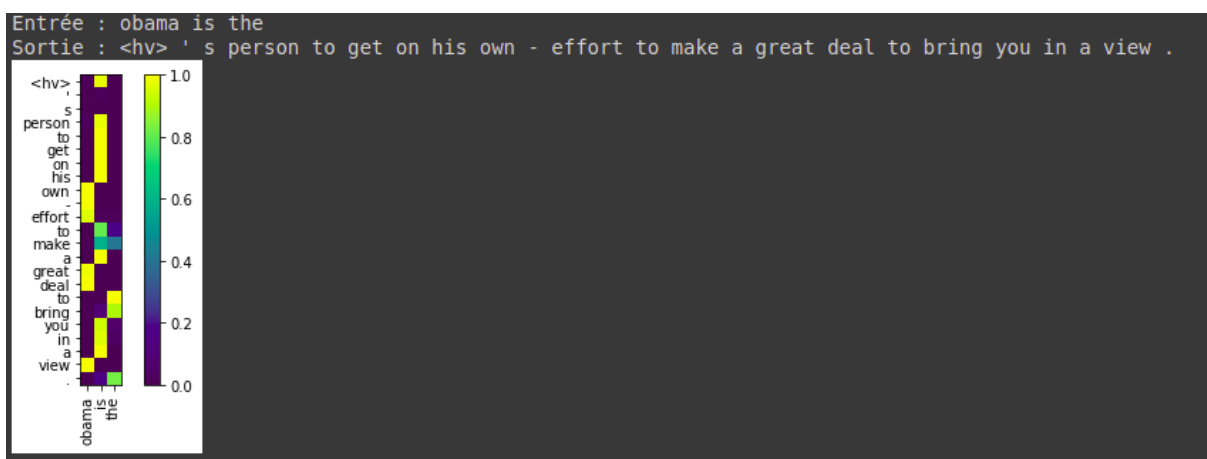 Entrée : obama is the
Sortie : <hv> ' s person to get on his own - effort to make a great deal to bring you in a view .
<hv>
'
s
person
to
get
on
his
own
-
effort
to
make
a
great
deal
to
bring
you
in
a
view
.
obama
is
the
1.0
0.8
0.6
0.4
0.2
0.0